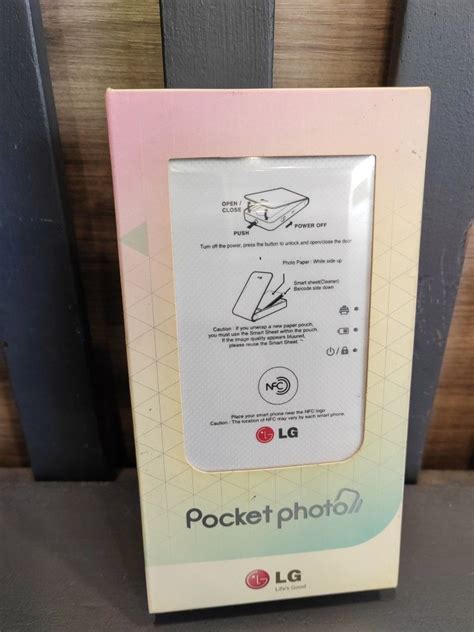 OPEN /
CLOSE
PUSH
POWER OFF
Turn off the power, press the button to unlock and open/close the door
Photo Paper : White side up
Smart sheet(Cleaner)
Barcode side down
Caution : If you unwrap a new paper pouch,
you must use the Smart Sheet within the pouch.
If the image quality appears bluured,
please reuse the Smart Sheet.
NFC
Place your smart phone near the NFC logo
Caution : The location of NFC may vary by each smart phone.
LG
Pocket photo
LG
Life's Good